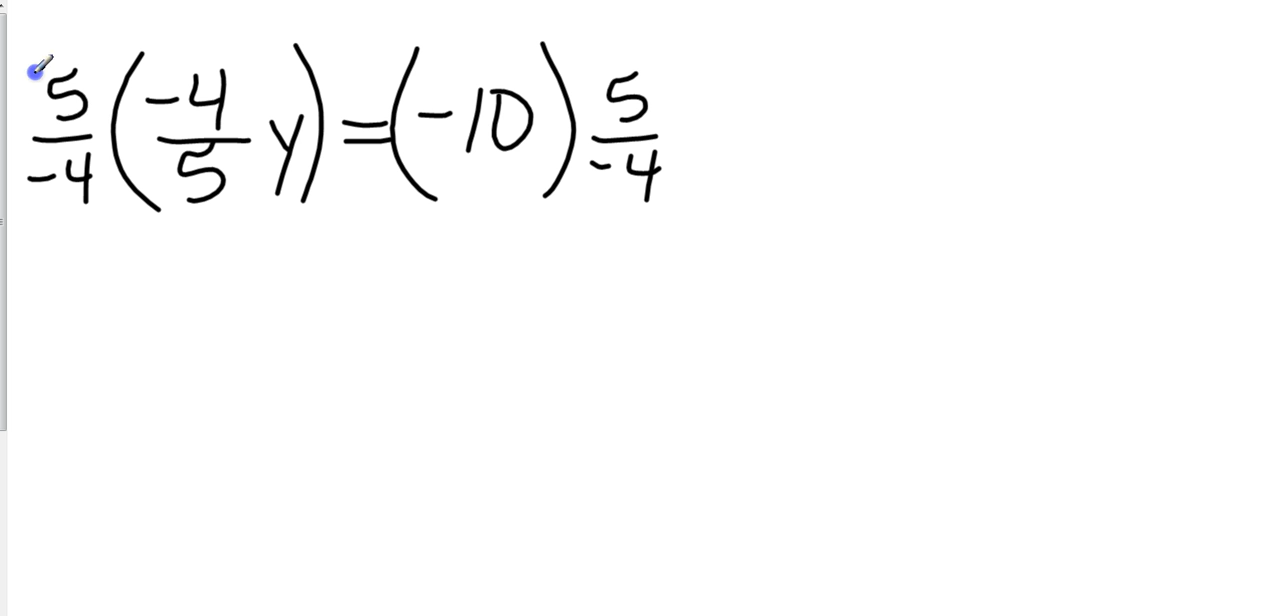 5/-4 (-4/5 y) = (-10) 5/-4